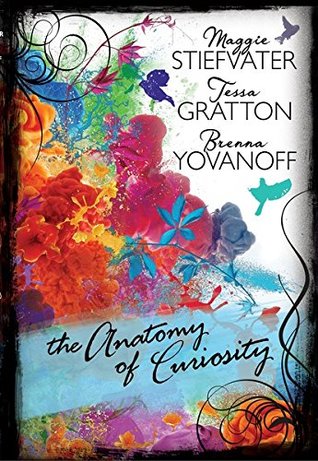 Maggie
STIEFVATER
Tessa
GRATTON
Brenna
YOVANOFF
the Anatomy
of Curiosity